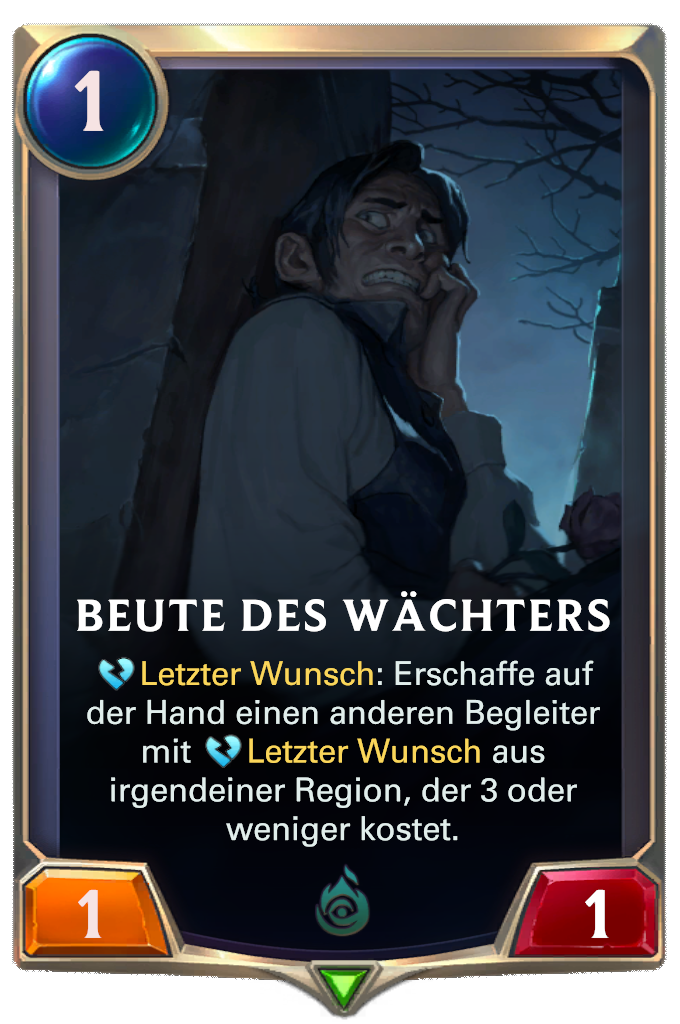 1
BEUTE DES WÄCHTERS
Letzter Wunsch: Erschaffe auf
der Hand einen anderen Begleiter
mit Letzter Wunsch aus
irgendeiner Region, der 3 oder
weniger kostet.
1
1